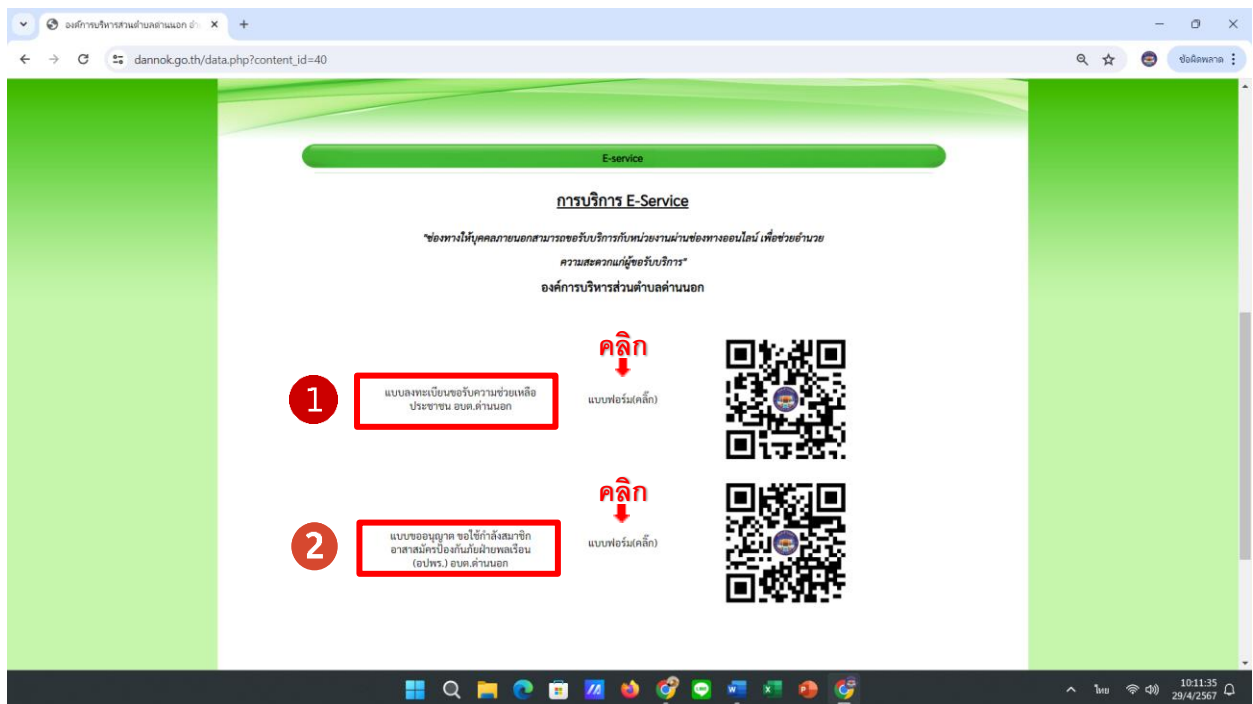 องค์การบริหารส่วนตำบลด่านนอก อำ
dannok.go.th/data.php?content_id=40
ข้อผิดพลาด
E-service
การบริการ E-Service
"ช่องทางให้บุคคลภายนอกสามารถขอรับบริการกับหน่วยงานผ่านช่องทางออนไลน์ เพื่อช่วยอำนวย
ความสะดวกแก่ผู้ขอรับบริการ"
องค์การบริหารส่วนตำบลด่านนอก
คลิก
1
แบบลงทะเบียนขอรับความช่วยเหลือ
ประชาชน อบต.ด่านนอก
แบบฟอร์ม(คลิ๊ก)
คลิก
2
แบบขออนุญาต ขอใช้กำลังสมาชิก
อาสาสมัครป้องกันภัยฝ่ายพลเรือน
(อปพร.) อบต.ด่านนอก
แบบฟอร์ม(คลิ๊ก)
ไทย
10:11:35
29/4/2567